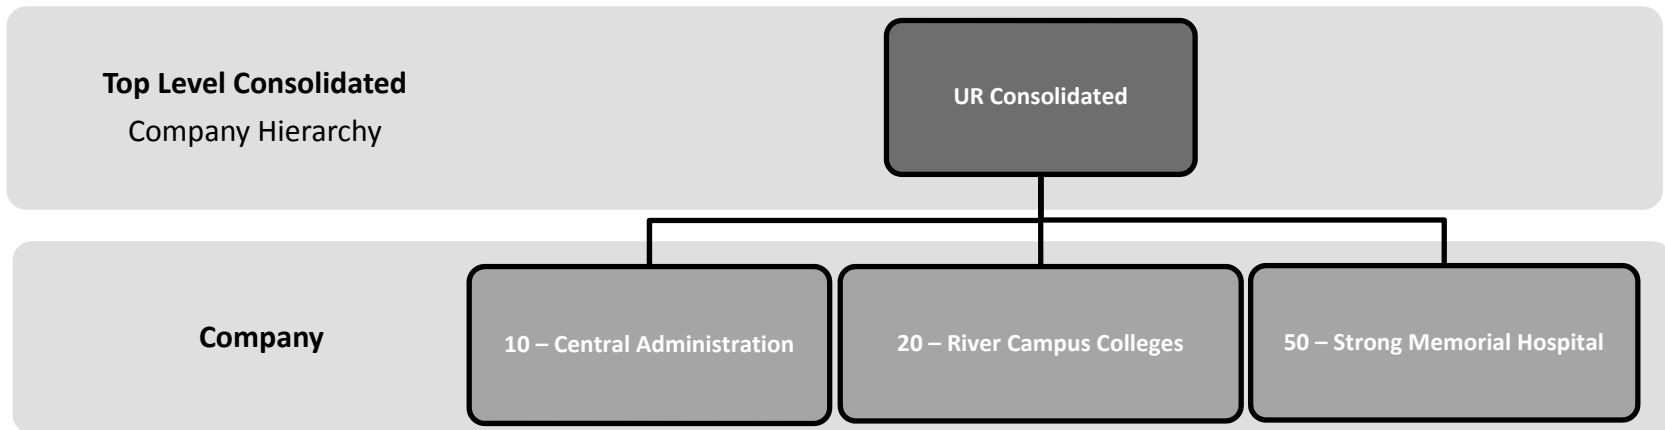 Top Level Consolidated
Company Hierarchy
UR Consolidated
Company
10 – Central Administration
20 – River Campus Colleges
50 – Strong Memorial Hospital